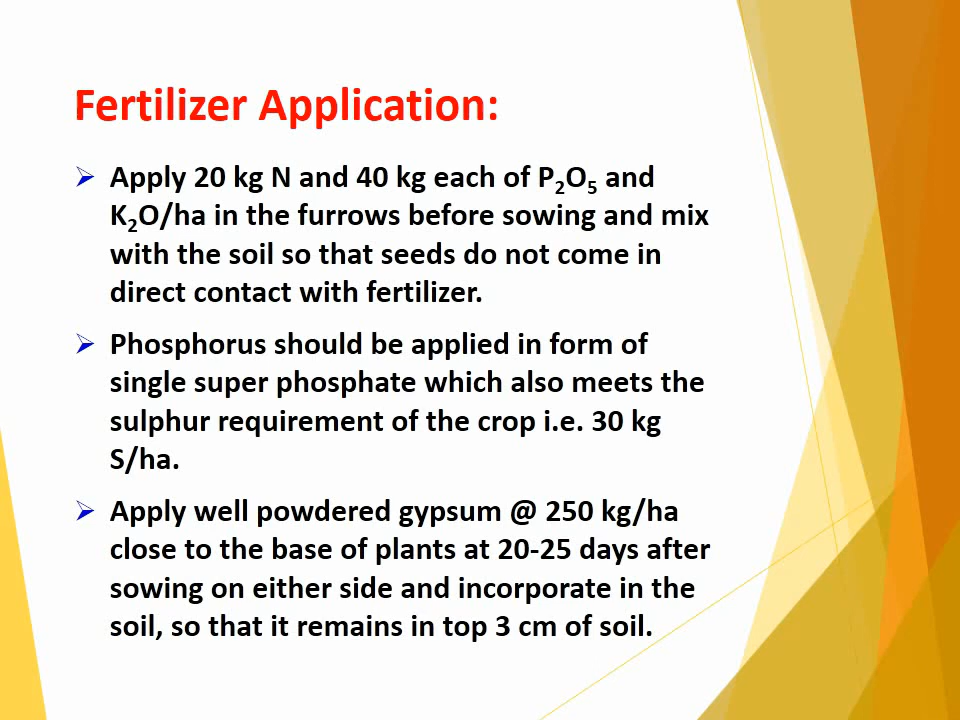 Fertilizer Application:
➢ Apply 20 kg N and 40 kg each of P₂O₅ and
K₂O/ha in the furrows before sowing and mix
with the soil so that seeds do not come in
direct contact with fertilizer.
➢ Phosphorus should be applied in form of
single super phosphate which also meets the
sulphur requirement of the crop i.e. 30 kg
S/ha.
➢ Apply well powdered gypsum @ 250 kg/ha
close to the base of plants at 20-25 days after
sowing on either side and incorporate in the
soil, so that it remains in top 3 cm of soil.